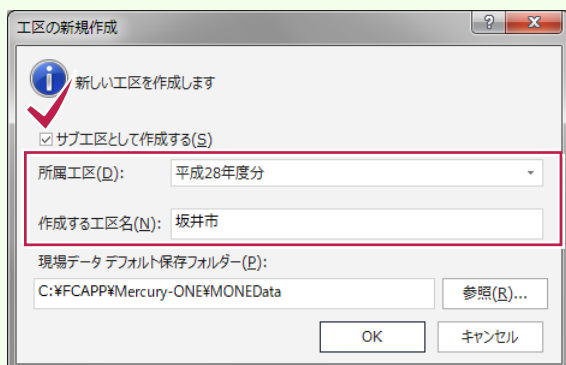 工区の新規作成
新しい工区を作成します
サブ工区として作成する(S)
所属工区(D): 平成28年度分
作成する工区名(N): 坂井市
現場データ デフォルト保存フォルダー(P):
C:¥FCAPP¥Mercury-ONE¥MONEData 参照(R)...
OK キャンセル